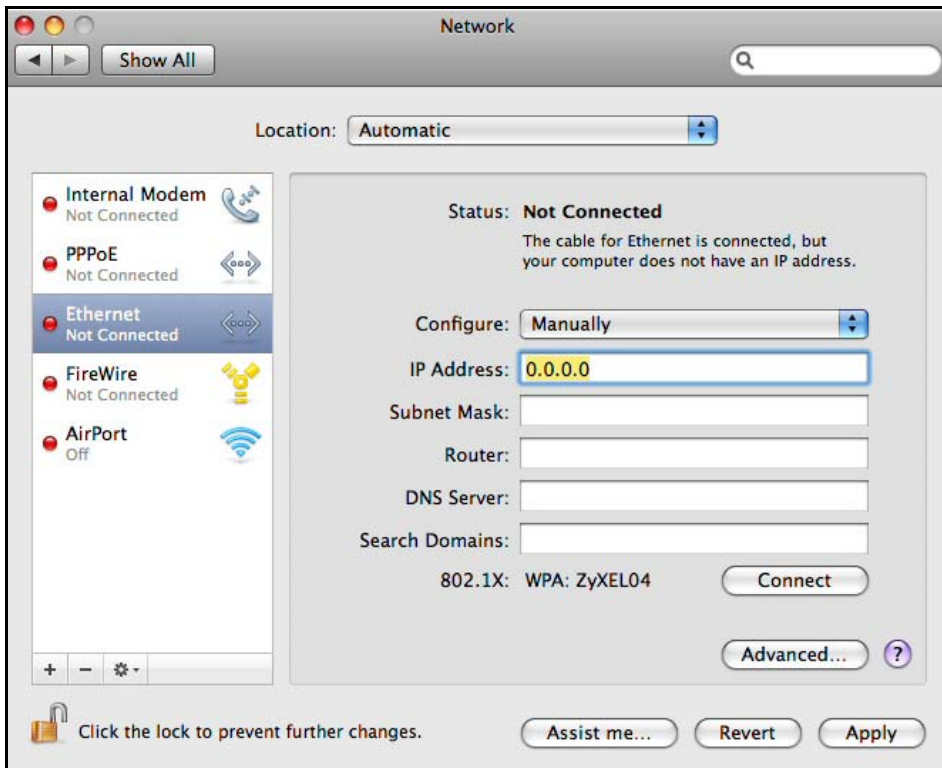 Network
Show All
Location: Automatic
Internal Modem
Not Connected
PPPoE
Not Connected
Ethernet
Not Connected
FireWire
Not Connected
AirPort
Off
Status: Not Connected
The cable for Ethernet is connected, but
your computer does not have an IP address.
Configure: Manually
IP Address: 0.0.0.0
Subnet Mask:
Router:
DNS Server:
Search Domains:
802.1X: WPA: ZyXEL04 Connect
Advanced... ?
+ −
Click the lock to prevent further changes.
Assist me... Revert Apply